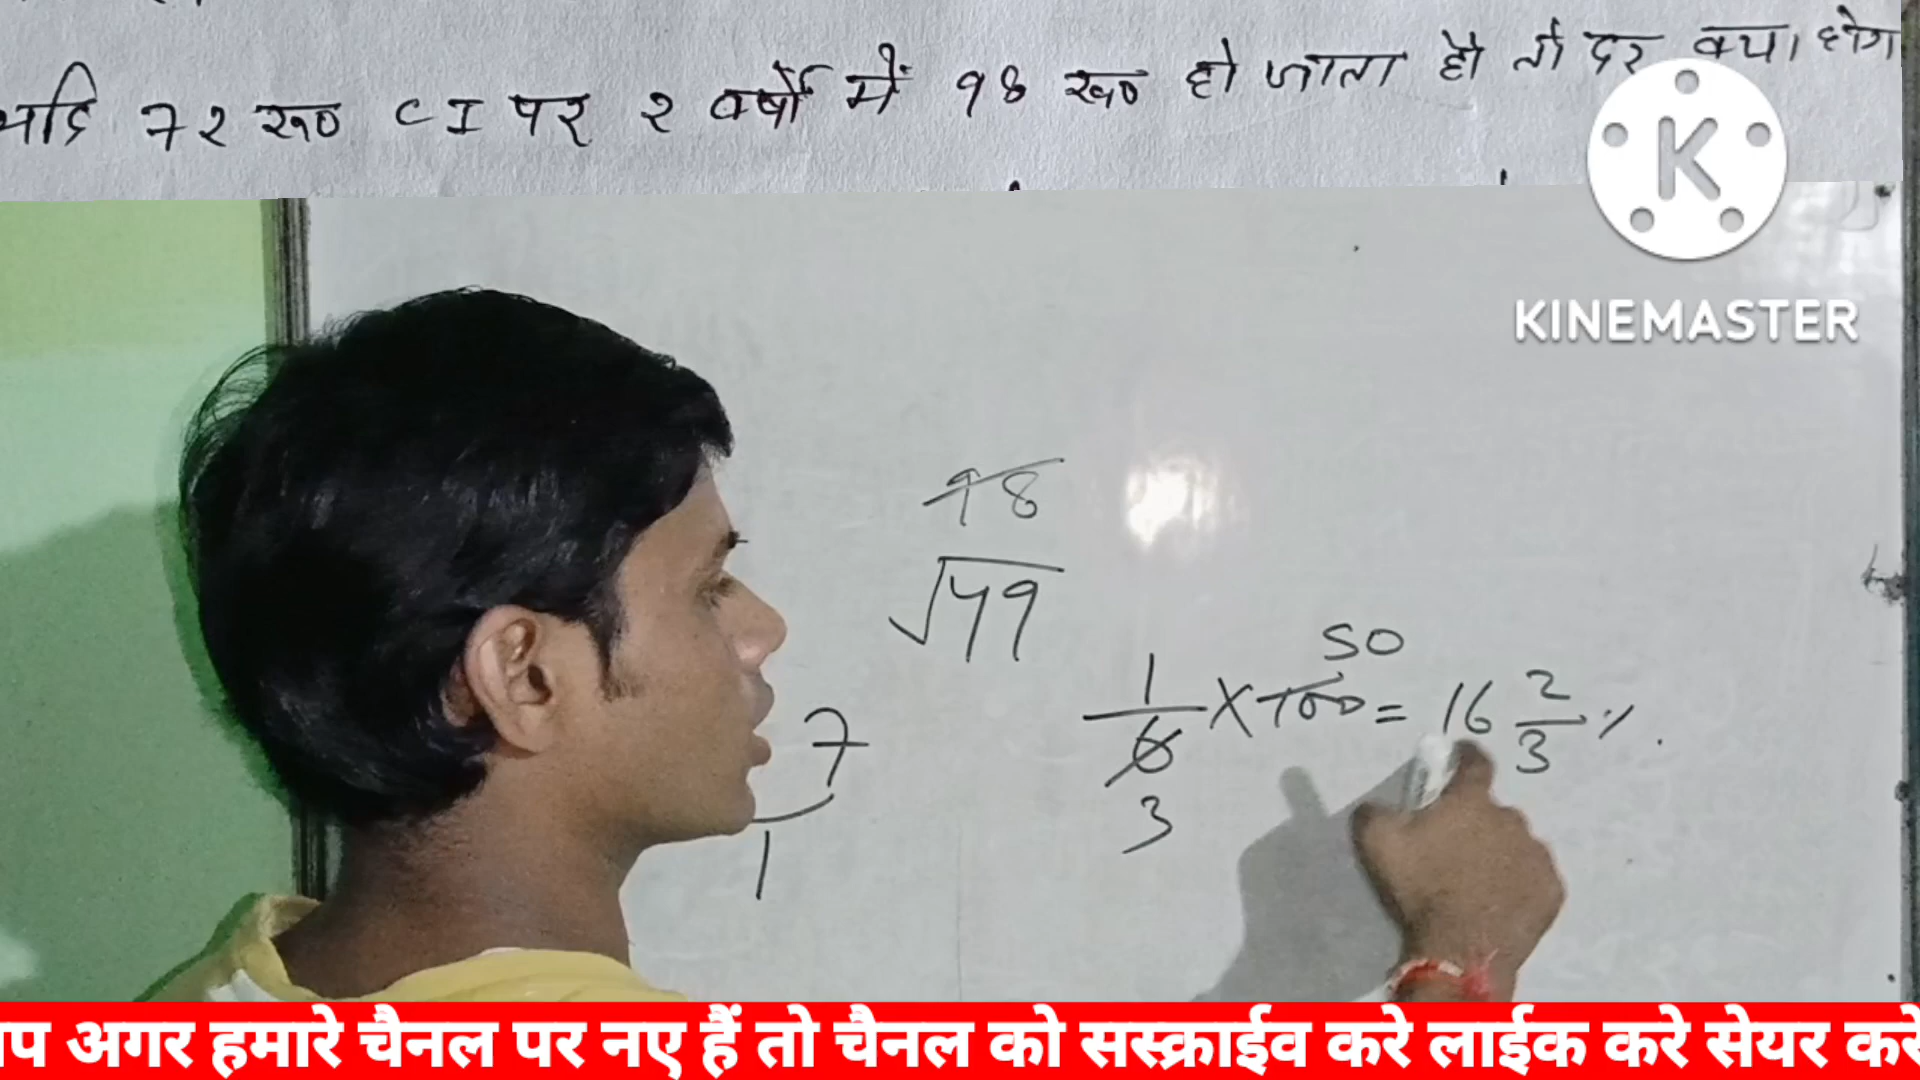 यदि 72 रू० CI पर 2 वर्षों में 98 रू० हो जाता है तो दर क्या होग
KINEMASTER
98
√49
50
1/6 × 100 = 16 2/3 %.
3
7
1
प अगर हमारे चैनल पर नए हैं तो चैनल को सस्क्राईव करे लाईक करे सेयर करे